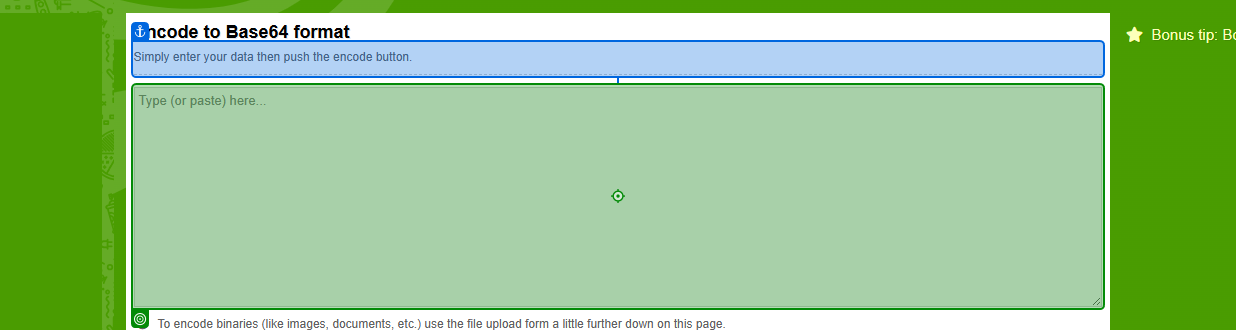 ncode to Base64 format
Bonus tip: Bo
Simply enter your data then push the encode button.
Type (or paste) here...
To encode binaries (like images, documents, etc.) use the file upload form a little further down on this page.